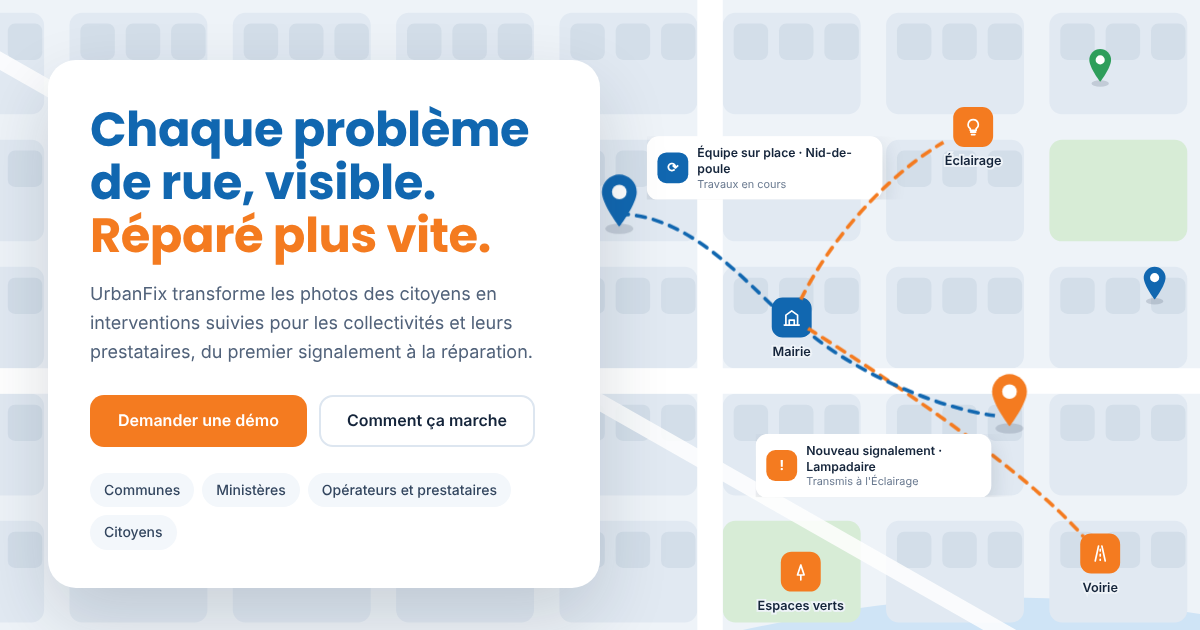 Chaque problème
de rue, visible.
Réparé plus vite.
UrbanFix transforme les photos des citoyens en
interventions suivies pour les collectivités et leurs
prestataires, du premier signalement à la réparation.
Demander une démo
Comment ça marche
Communes
Ministères
Opérateurs et prestataires
Citoyens
Équipe sur place · Nid-de-
poule
Travaux en cours
Éclairage
Mairie
!
Nouveau signalement ·
Lampadaire
Transmis à l'Éclairage
Espaces verts
Voirie